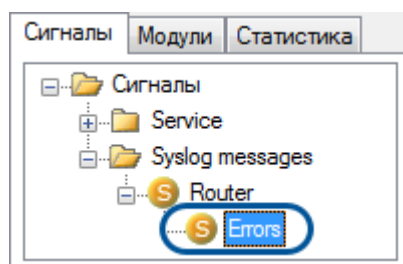 Сигналы Модули Статистика
Сигналы
Service
Syslog messages
S Router
S Errors